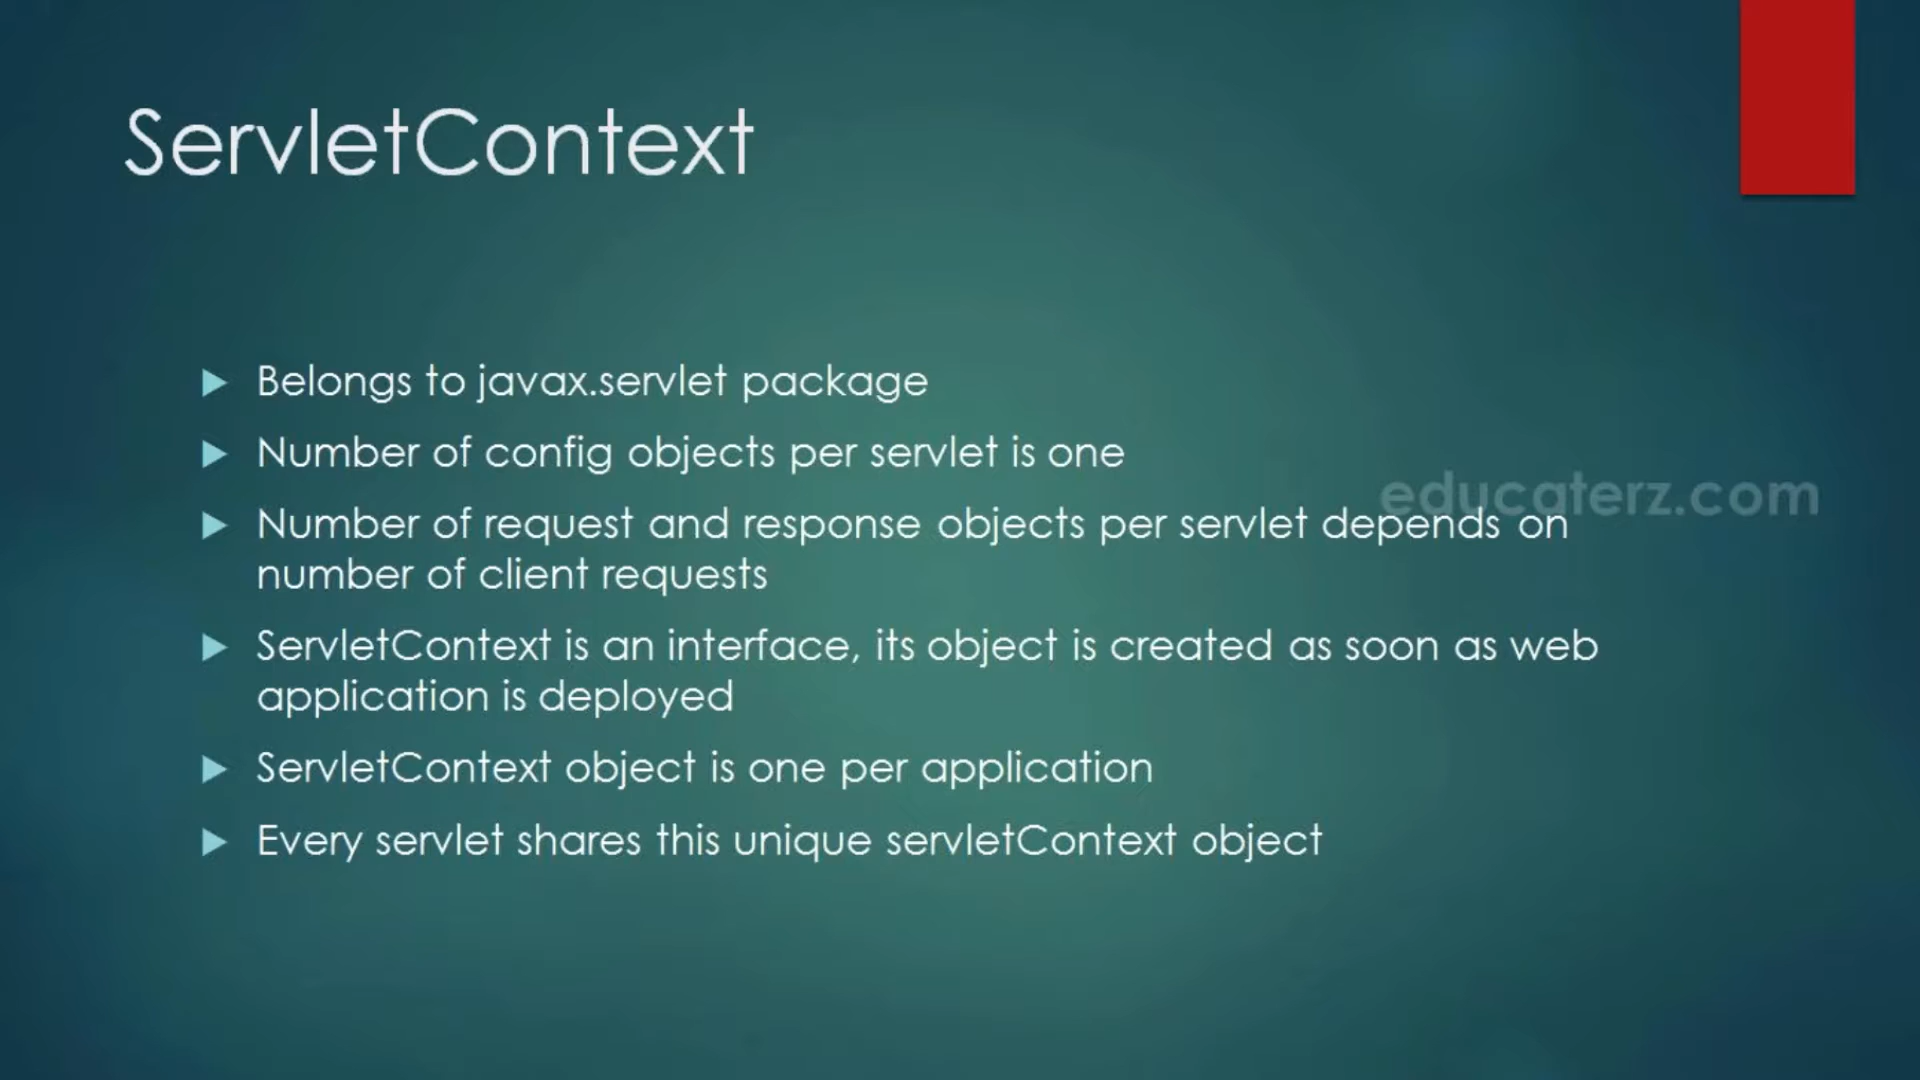 ServletContext
Belongs to javax.servlet package
Number of config objects per servlet is one
educaterz.com
Number of request and response objects per servlet depends on
number of client requests
ServletContext is an interface, its object is created as soon as web
application is deployed
ServletContext object is one per application
Every servlet shares this unique servletContext object